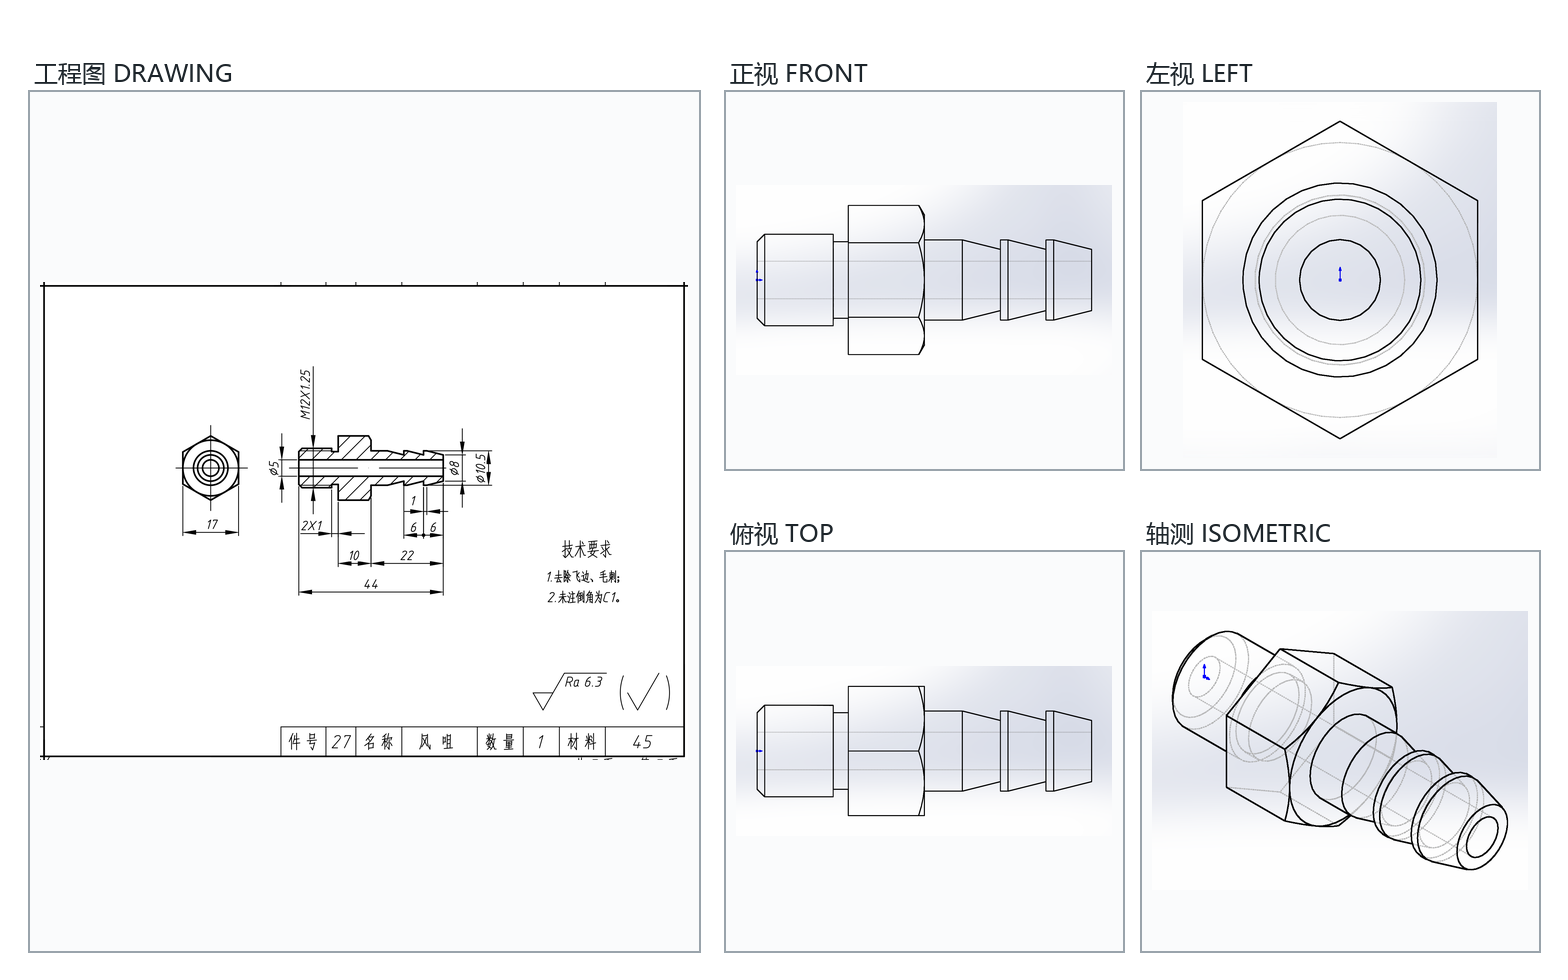 工程图 DRAWING
正视 FRONT
左视 LEFT
M12X1.25
⌀5
⌀8
⌀10.5
17
2X1
1
6
6
10
22
44
技术要求
1.去除飞边、毛刺;
2.未注倒角为C1。
Ra 6.3
件号 27 名称 风咀 数量 1 材料 45
俯视 TOP
轴测 ISOMETRIC